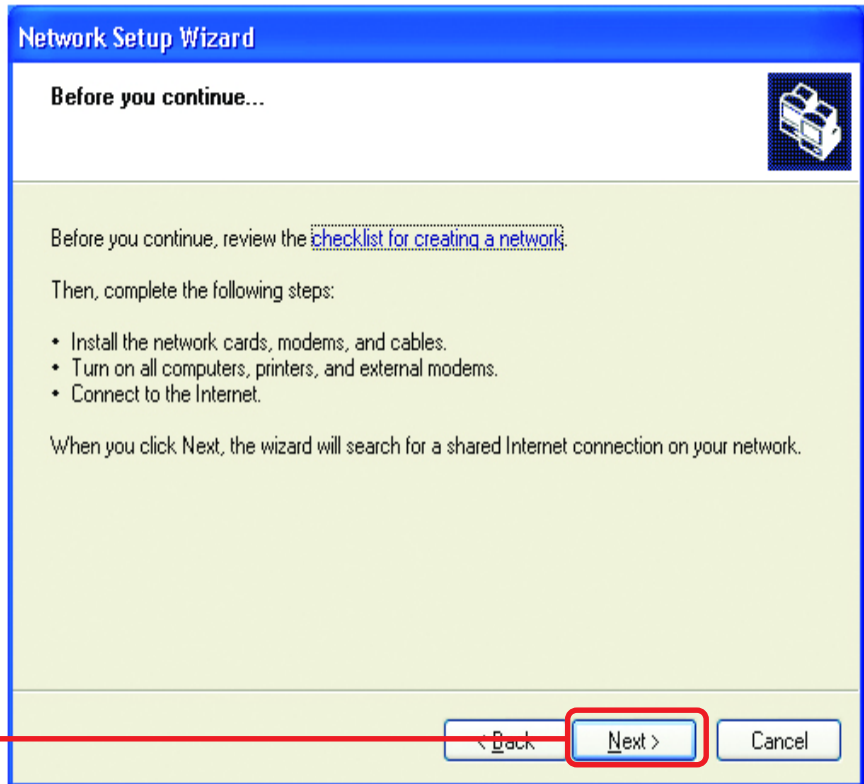 Network Setup Wizard
Before you continue...
Before you continue, review the checklist for creating a network.
Then, complete the following steps:
• Install the network cards, modems, and cables.
• Turn on all computers, printers, and external modems.
• Connect to the Internet.
When you click Next, the wizard will search for a shared Internet connection on your network.
< Back
Next >
Cancel